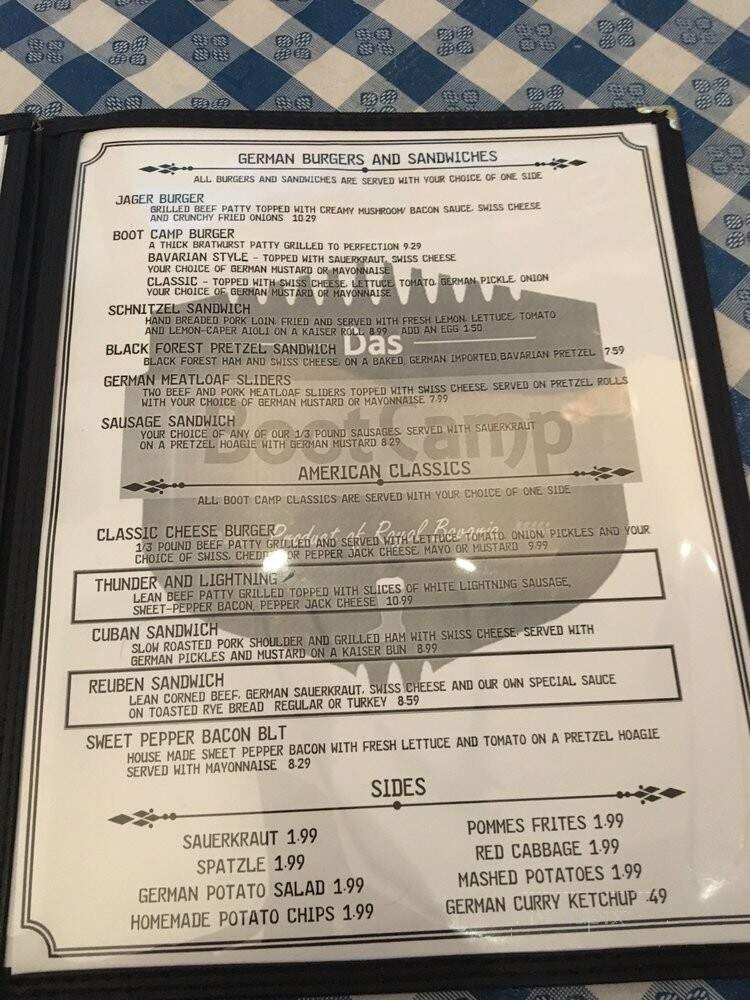 GERMAN BURGERS AND SANDWICHES
ALL BURGERS AND SANDWICHES ARE SERVED WITH YOUR CHOICE OF ONE SIDE
JAGER BURGER
GRILLED BEEF PATTY TOPPED WITH CREAMY MUSHROOM/ BACON SAUCE, SWISS CHEESE
AND CRUNCHY FRIED ONIONS 10.29
BOOT CAMP BURGER
A THICK BRATWURST PATTY GRILLED TO PERFECTION 9.29
BAVARIAN STYLE - TOPPED WITH SAUERKRAUT, SWISS CHEESE
YOUR CHOICE OF GERMAN MUSTARD OR MAYONNAISE
CLASSIC - TOPPED WITH SWISS CHEESE, LETTUCE, TOMATO, GERMAN PICKLE, ONION
YOUR CHOICE OF GERMAN MUSTARD OR MAYONNAISE
SCHNITZEL SANDWICH
HAND BREADED PORK LOIN, FRIED AND SERVED WITH FRESH LEMON, LETTUCE, TOMATO
AND LEMON-CAPER AIOLI ON A KAISER ROLL 8.99 ADD AN EGG 1.50
Das
BLACK FOREST PRETZEL SANDWICH
BLACK FOREST HAM AND SWISS CHEESE ON A BAKED, GERMAN IMPORTED, BAVARIAN PRETZEL 7.59
GERMAN MEATLOAF SLIDERS
TWO BEEF AND PORK MEATLOAF SLIDERS TOPPED WITH SWISS CHEESE SERVED ON PRETZEL ROLLS
WITH YOUR CHOICE OF GERMAN MUSTARD OR MAYONNAISE 7.99
SAUSAGE SANDWICH
YOUR CHOICE OF ANY OF OUR 1/3 POUND SAUSAGES, SERVED WITH SAUERKRAUT
ON A PRETZEL HOAGIE WITH GERMAN MUSTARD 8.29
Boot Camp
AMERICAN CLASSICS
ALL BOOT CAMP CLASSICS ARE SERVED WITH YOUR CHOICE OF ONE SIDE
Product of Royal Bavaria
CLASSIC CHEESE BURGER
1/3 POUND BEEF PATTY GRILLED AND SERVED WITH LETTUCE, TOMATO, ONION, PICKLES AND YOUR
CHOICE OF SWISS, CHEDDAR OR PEPPER JACK CHEESE, MAYO OR MUSTARD 9.99
THUNDER AND LIGHTNING
LEAN BEEF PATTY GRILLED TOPPED WITH SLICES OF WHITE LIGHTNING SAUSAGE,
SWEET-PEPPER BACON, PEPPER JACK CHEESE 10.99
CUBAN SANDWICH
SLOW ROASTED PORK SHOULDER AND GRILLED HAM WITH SWISS CHEESE, SERVED WITH
GERMAN PICKLES AND MUSTARD ON A KAISER BUN 8.99
REUBEN SANDWICH
LEAN CORNED BEEF, GERMAN SAUERKRAUT, SWISS CHEESE AND OUR OWN SPECIAL SAUCE
ON TOASTED RYE BREAD REGULAR OR TURKEY 8.59
SWEET PEPPER BACON BLT
HOUSE MADE SWEET PEPPER BACON WITH FRESH LETTUCE AND TOMATO ON A PRETZEL HOAGIE
SERVED WITH MAYONNAISE 8.29
SIDES
SAUERKRAUT 1.99
SPATZLE 1.99
GERMAN POTATO SALAD 1.99
HOMEMADE POTATO CHIPS 1.99
POMMES FRITES 1.99
RED CABBAGE 1.99
MASHED POTATOES 1.99
GERMAN CURRY KETCHUP .49